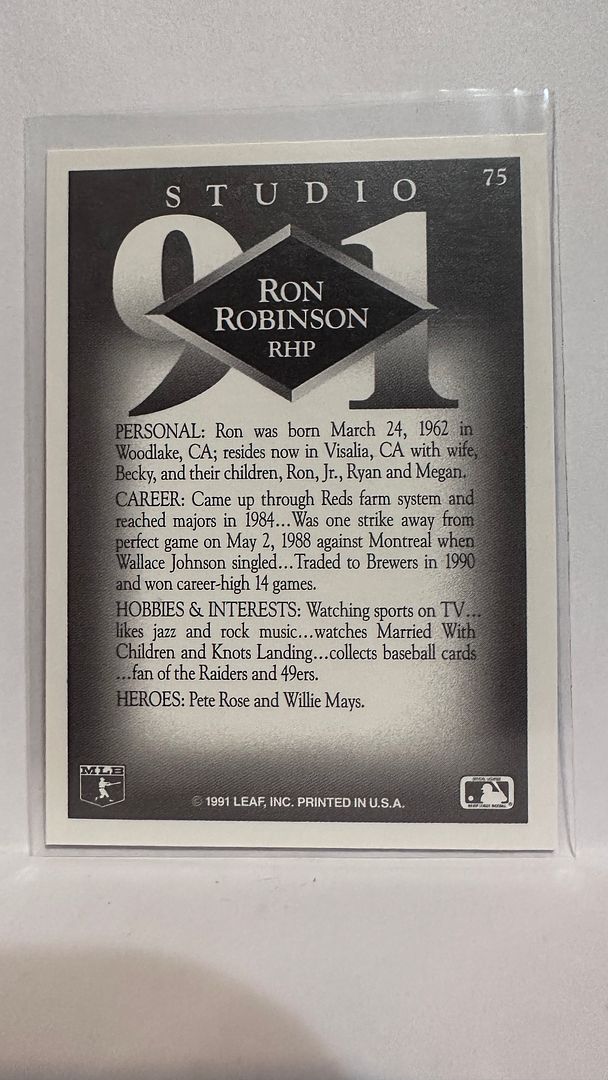 STUDIO
75
91
RON
ROBINSON
RHP
PERSONAL: Ron was born March 24, 1962 in
Woodlake, CA; resides now in Visalia, CA with wife,
Becky, and their children, Ron, Jr., Ryan and Megan.
CAREER: Came up through Reds farm system and
reached majors in 1984...Was one strike away from
perfect game on May 2, 1988 against Montreal when
Wallace Johnson singled...Traded to Brewers in 1990
and won career-high 14 games.
HOBBIES & INTERESTS: Watching sports on TV...
likes jazz and rock music...watches Married With
Children and Knots Landing...collects baseball cards
...fan of the Raiders and 49ers.
HEROES: Pete Rose and Willie Mays.
MLB
© 1991 LEAF, INC. PRINTED IN U.S.A.